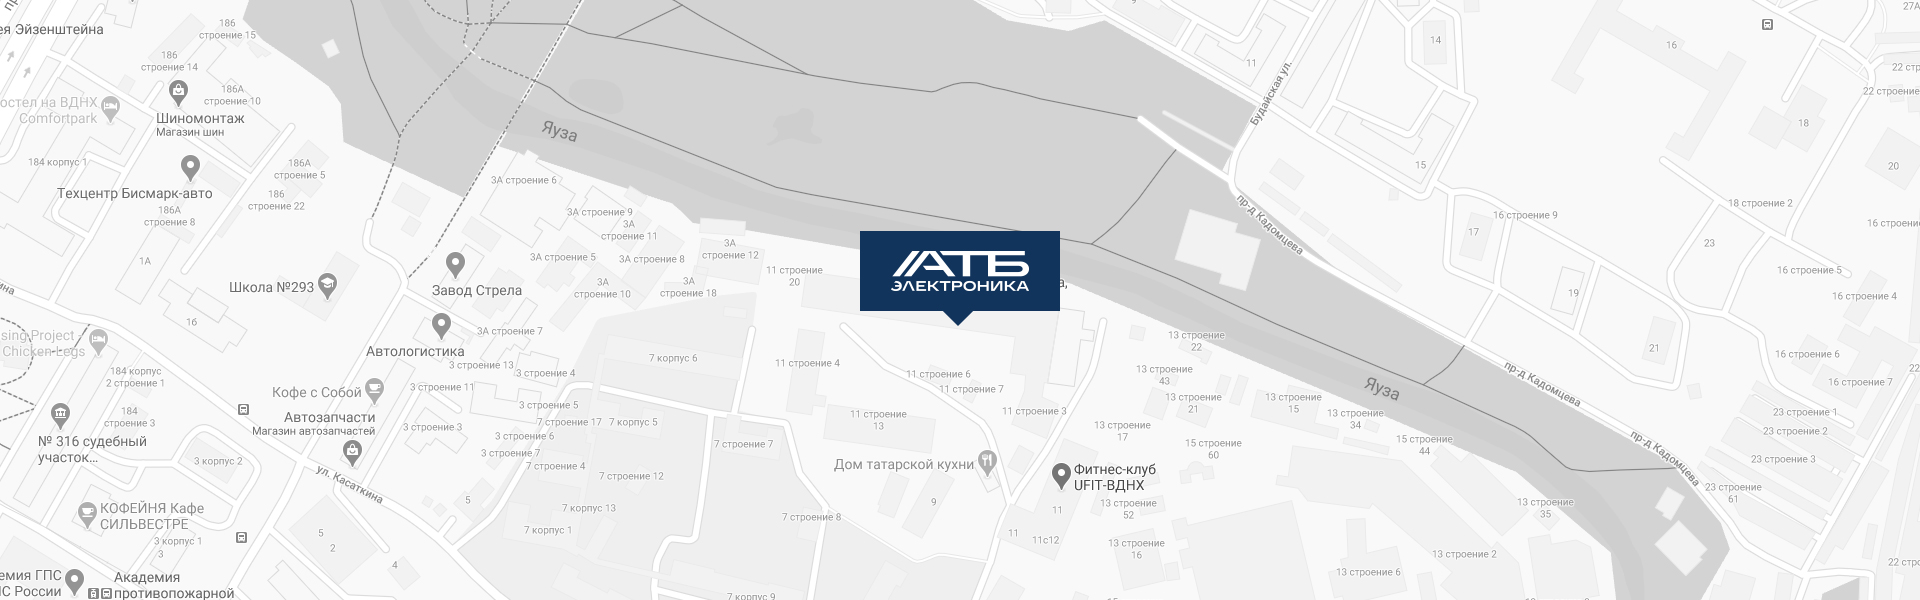 186
строение 15
ея Эйзенштейна
186
строение 14
186А
строение 10
остел на ВДНХ
Comfortpark
Шиномонтаж
Магазин шин
184 корпус 1
186А
строение 5
Техцентр Бисмарк-авто
186
строение 22
186А
строение 8
1А
Школа №293
16
Завод Стрела
Автологистика
sing Project -
Chicken Legs
184 корпус
2 строение 1
184
строение 3
Кофе с Собой
Автозапчасти
Магазин автозапчастей
№ 316 судебный
участок...
3 корпус 2
ул. Касаткина
КОФЕЙНЯ Кафе
СИЛЬВЕСТРЕ
3 корпус 1
3
5
2
4
5
емия ГПС
С России
Академия
противопожарной
Яуза
3А строение 6
3А строение 9
3А
строение 11
3А строение 5
3А строение 8
3А
строение 12
3А
строение 10
3А
строение 18
3А строение 7
3 строение 13
3 строение 4
3 строение 11
3 строение 5
3 строение 3
3 строение 6
3 строение 7
7 строение 17
7 корпус 5
7 корпус 6
7 строение 4
7 строение 12
7 строение 7
7 корпус 13
7 корпус 1
7 строение 8
7 корпус 9
11 строение
20
АТБ
ЭЛЕКТРОНИКА
а,
11 строение 4
11 строение 6
11 строение 7
11 строение
13
11 строение 3
Дом татарской кухни
9
Фитнес-клуб
UFIT-ВДНХ
11
11
11с12
13 строение
22
13 строение
43
13 строение
21
13 строение
17
13 строение
15
13 строение
34
15 строение
60
15 строение
44
13 строение
52
13 строение
16
13 строение
35
13 строение 2
13 строение 6
Яуза
9
11
Будайская ул.
14
15
16
18
20
27А
22 стро
22 строение
пр-д Кадомцева
17
16 строение 9
18 строение 2
16 строени
23
19
16 строение 5
16 строение 4
21
16 строение 6
16 строение 7
пр-д Кадомцева
23 строение 1
23 строение 2
23 строение 3
пр-д Кадомцева
23 строение
61
22 стро